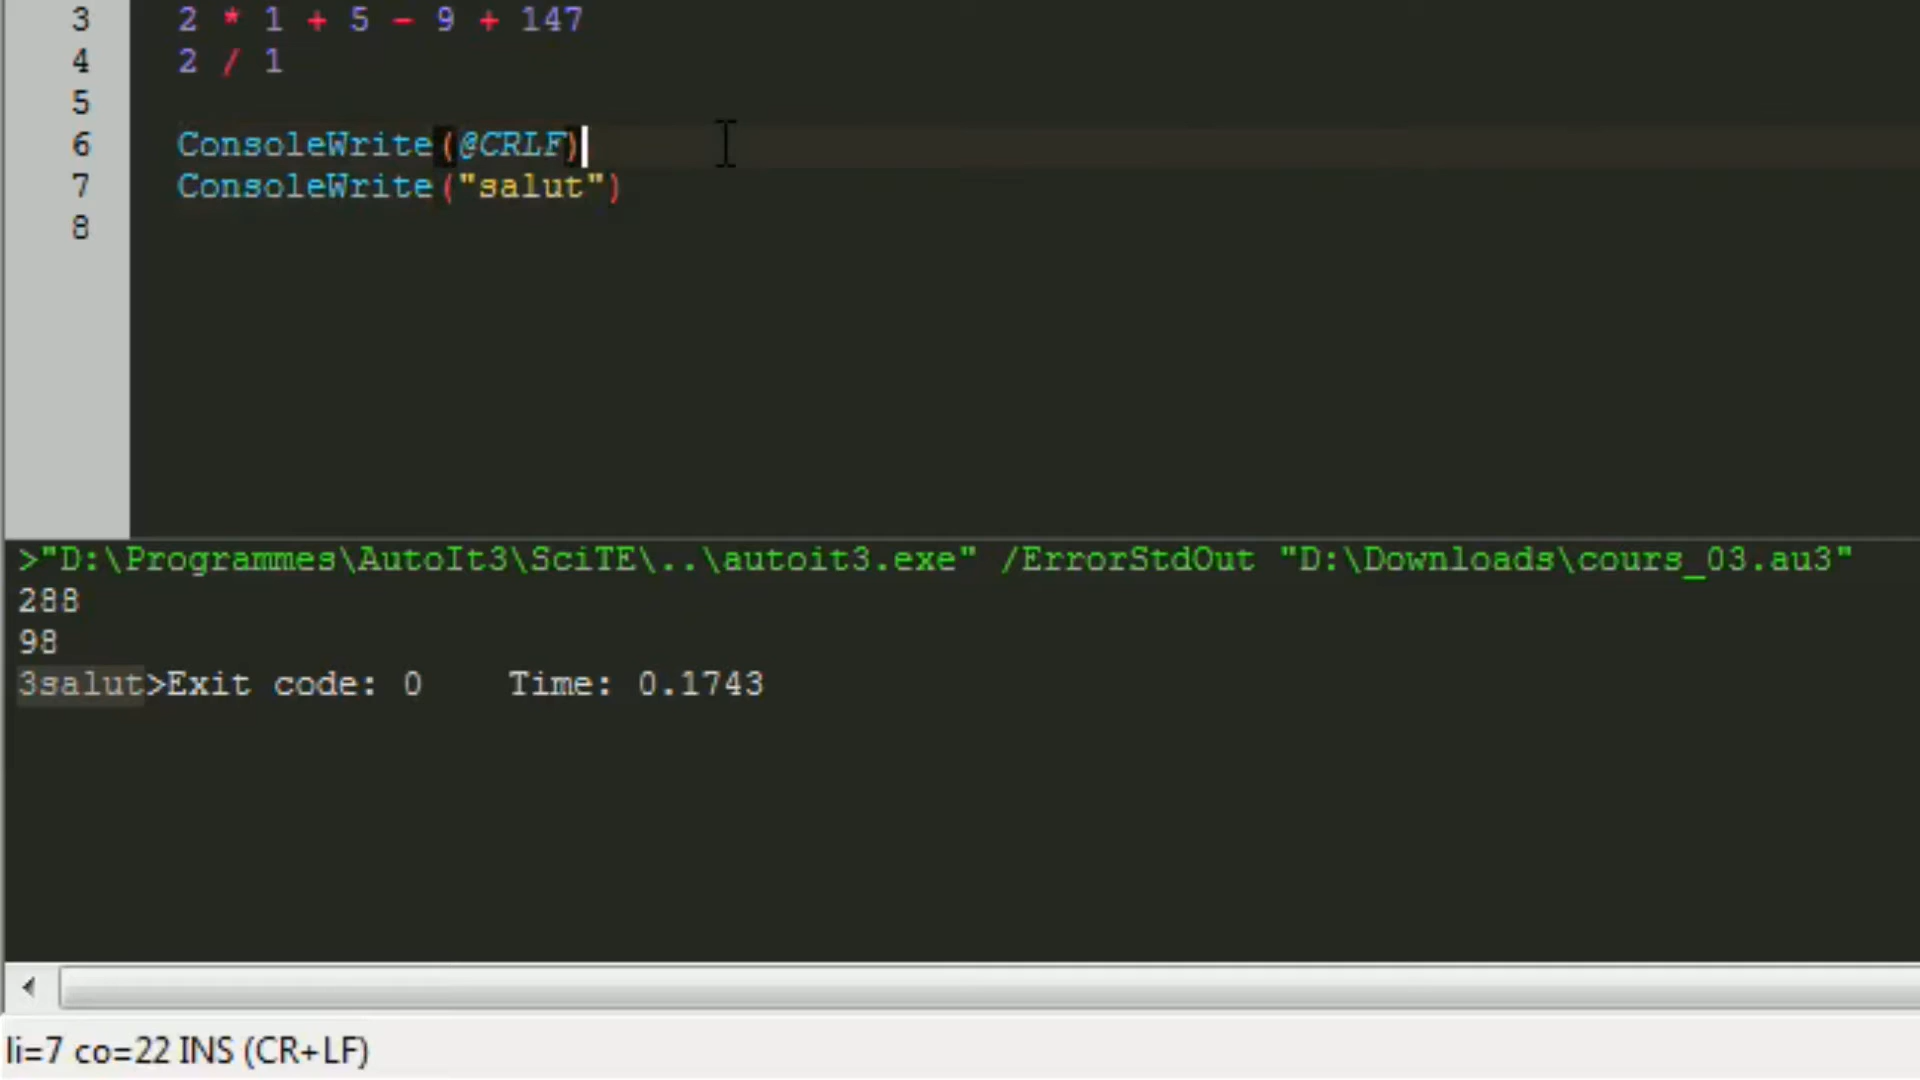 3 2 * 1 + 5 - 9 + 147
4 2 / 1
5
6 ConsoleWrite(@CRLF)
7 ConsoleWrite("salut")
8
>"D:\Programmes\AutoIt3\SciTE\..\autoit3.exe" /ErrorStdOut "D:\Downloads\cours_03.au3"
288
98
3salut>Exit code: 0    Time: 0.1743
li=7 co=22 INS (CR+LF)